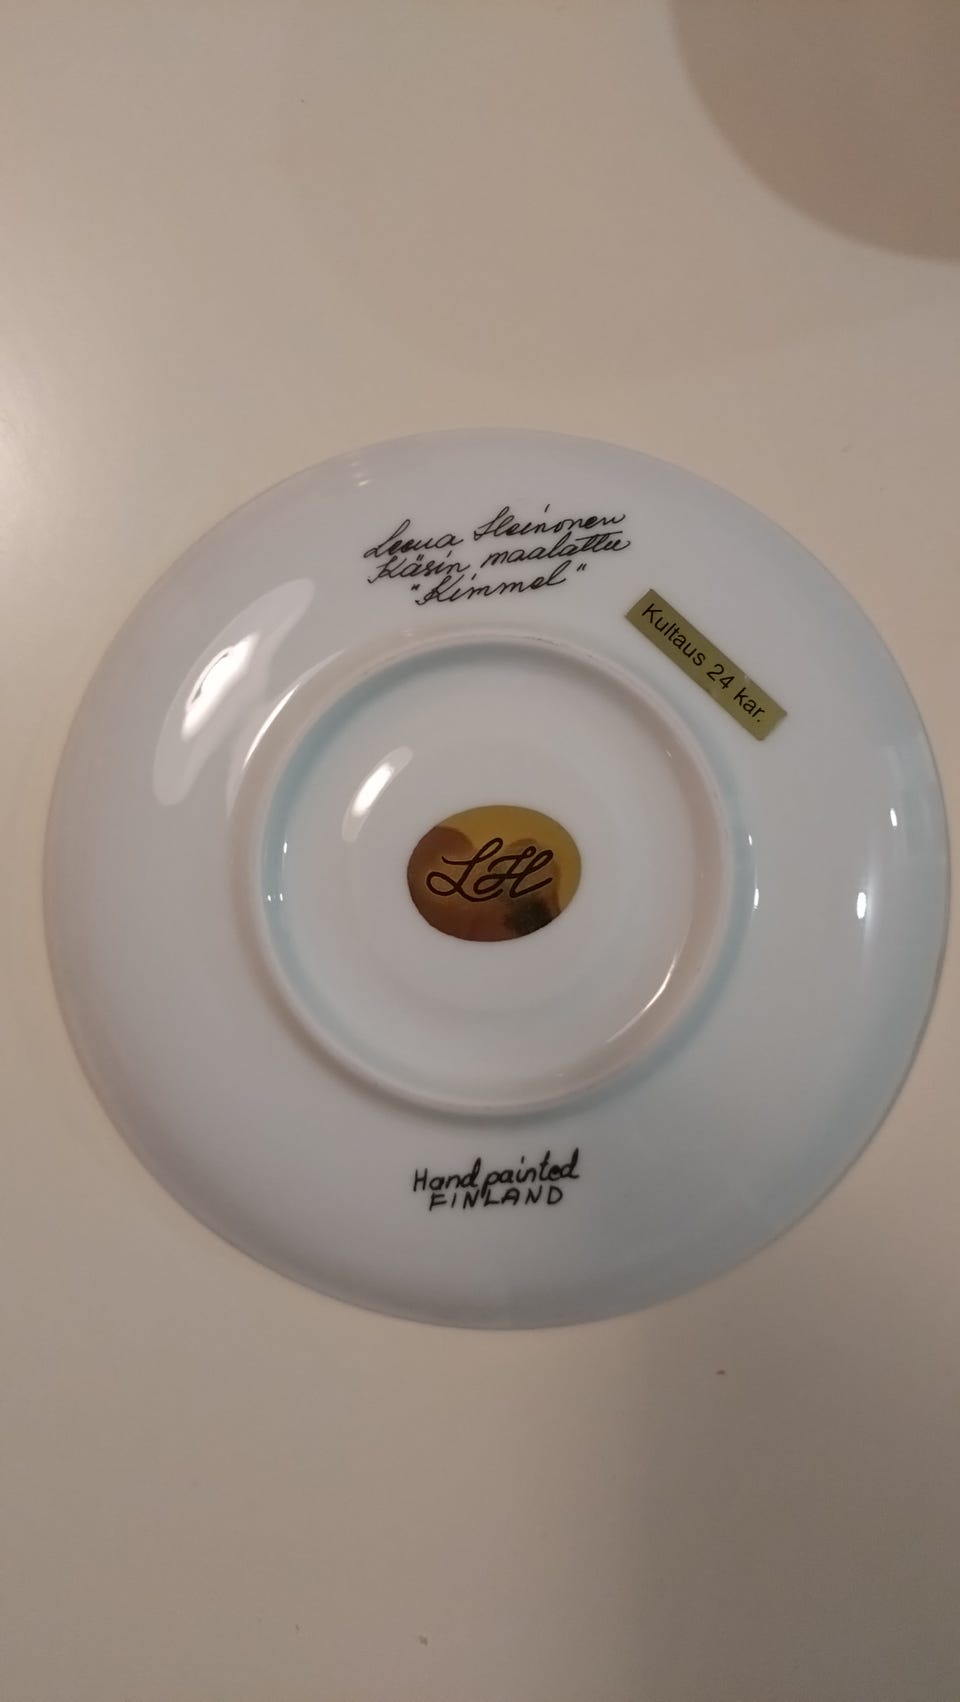 Leena Heinonen
Käsin maalattu
"Kimmel"
Kultaus 24 kar.
LH
Hand painted
FINLAND